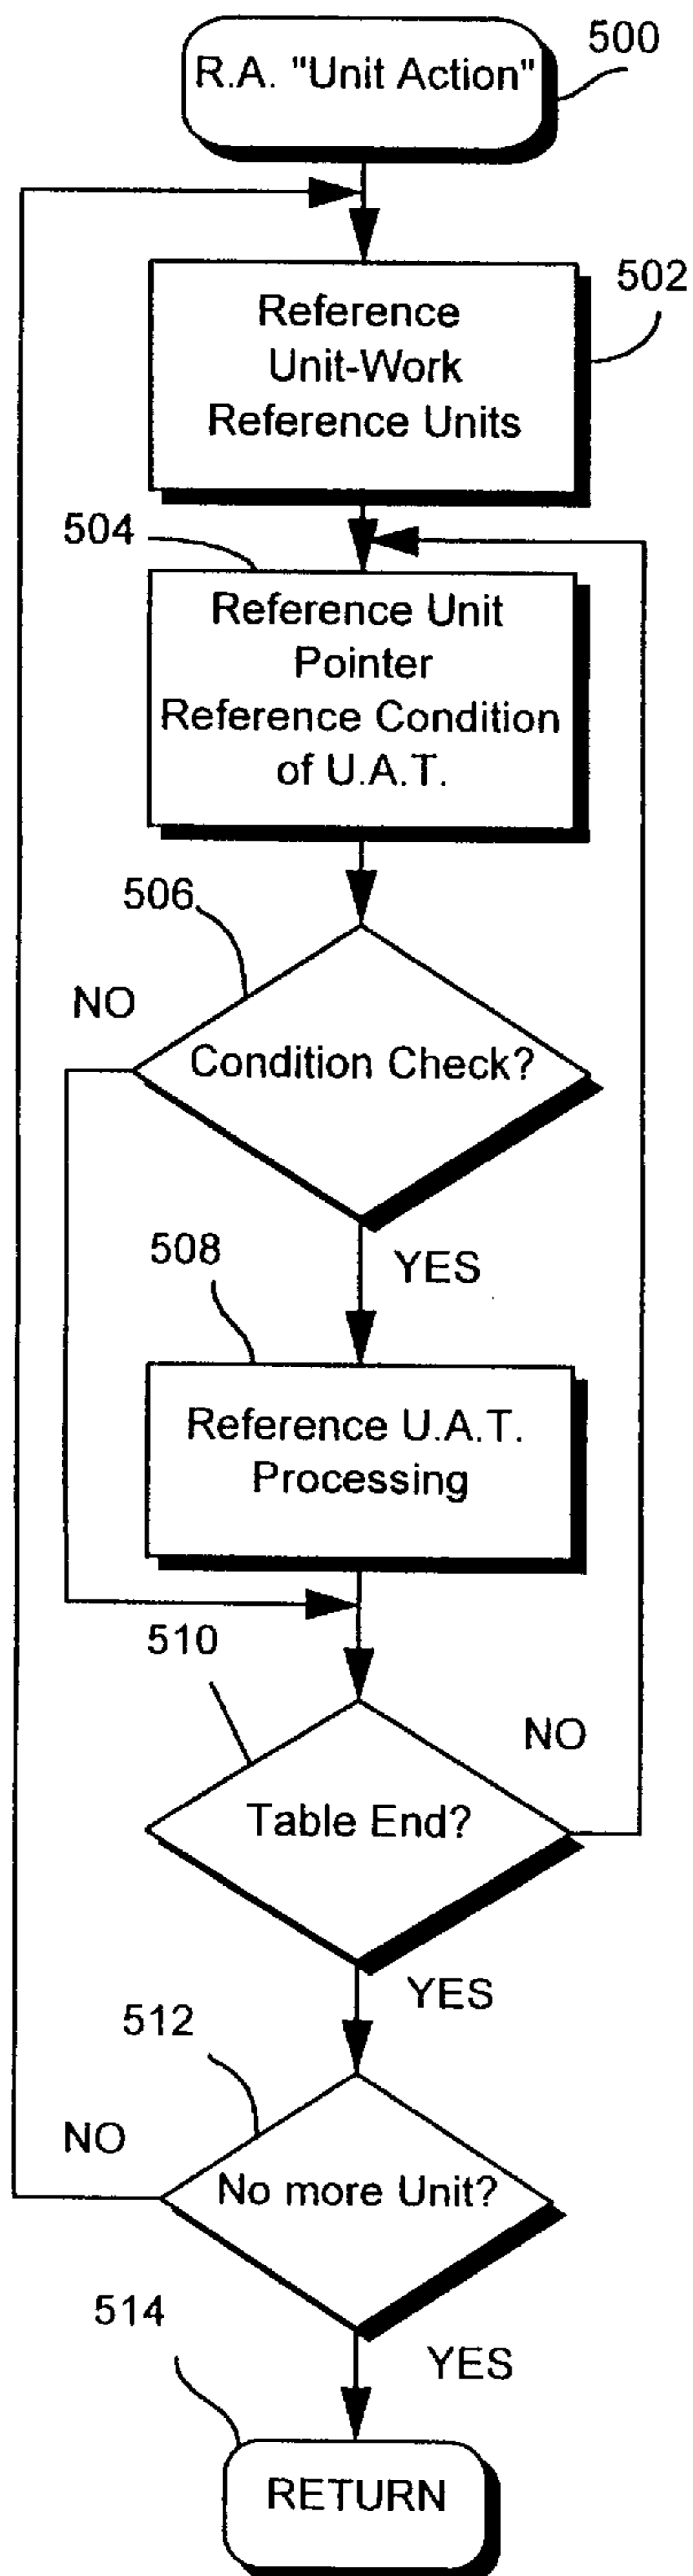 R.A. "Unit Action"
500
Reference
Unit-Work
Reference Units
502
504
Reference Unit
Pointer
Reference Condition
of U.A.T.
506
NO
Condition Check?
YES
508
Reference U.A.T.
Processing
510
NO
Table End?
YES
512
NO
No more Unit?
YES
514
RETURN